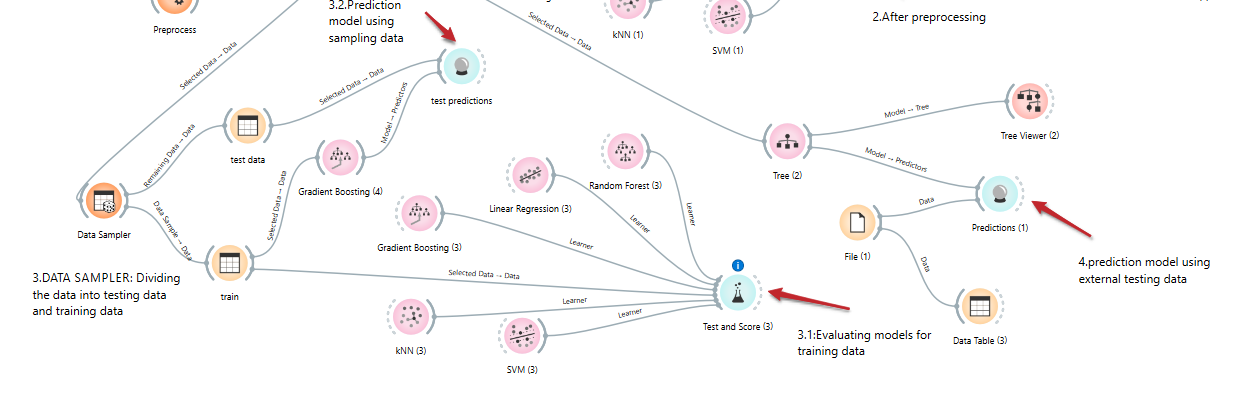 3.2.Prediction
model using
sampling data
Preprocess
Selected Data → Data
Selected Data → Data
kNN (1)
SVM (1)
2.After preprocessing
Selected Data → Data
test predictions
Model → Predictors
Remaining Data → Data
test data
Gradient Boosting (4)
Random Forest (3)
Linear Regression (3)
Learner
Learner
Tree (2)
Model → Tree
Tree Viewer (2)
Model → Predictors
Data
Predictions (1)
File (1)
Data
Data Table (3)
4.prediction model using
external testing data
Data Sampler
Data Sample → Data
Selected Data → Data
Gradient Boosting (3)
Learner
3.DATA SAMPLER: Dividing
the data into testing data
and training data
train
Selected Data → Data
Learner
Learner
kNN (3)
SVM (3)
i
Test and Score (3)
3.1:Evaluating models for
training data